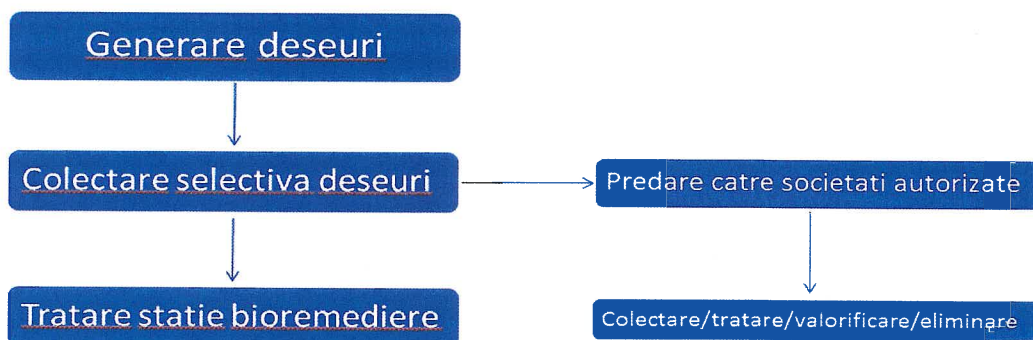 Generare deseuri
Colectare selectiva deseuri
Predare catre societati autorizate
Tratare statie bioremediere
Colectare/tratare/valorificare/eliminare